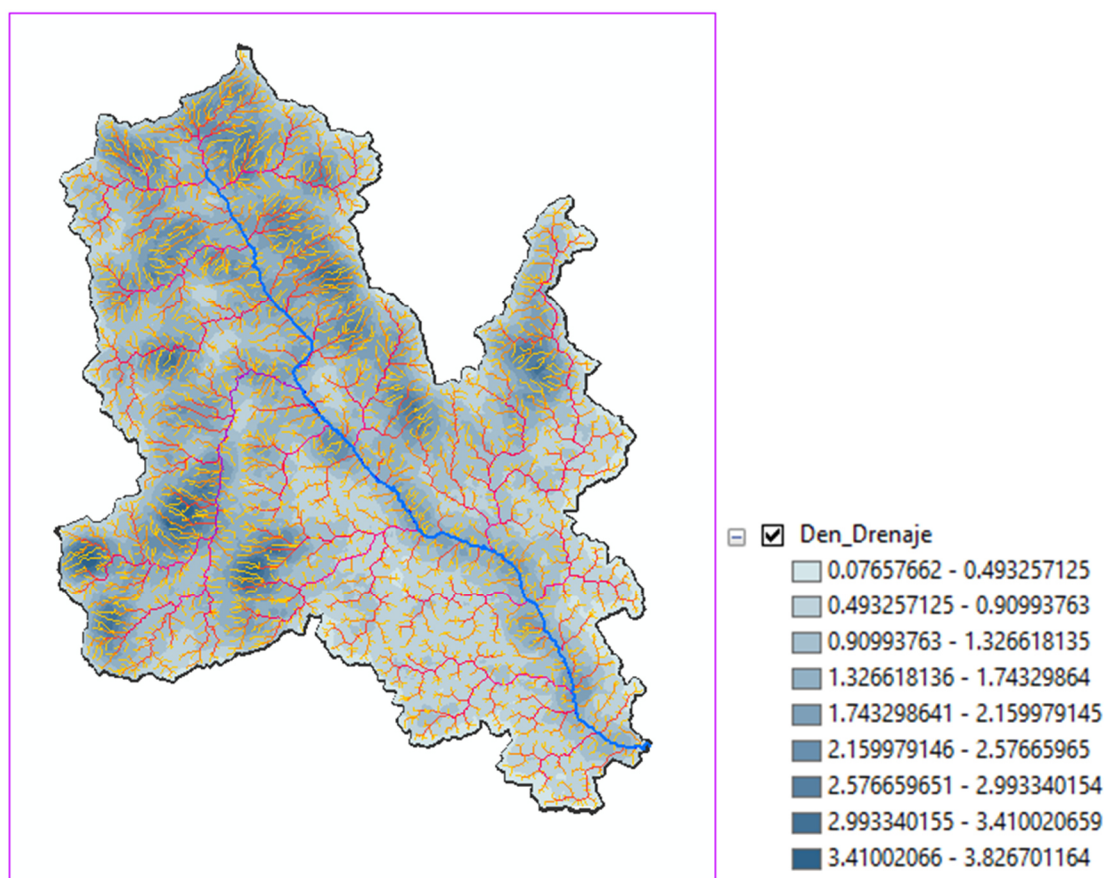 Den_Drenaje
0.07657662 - 0.493257125
0.493257125 - 0.90993763
0.90993763 - 1.326618135
1.326618136 - 1.74329864
1.743298641 - 2.159979145
2.159979146 - 2.57665965
2.576659651 - 2.993340154
2.993340155 - 3.410020659
3.41002066 - 3.826701164